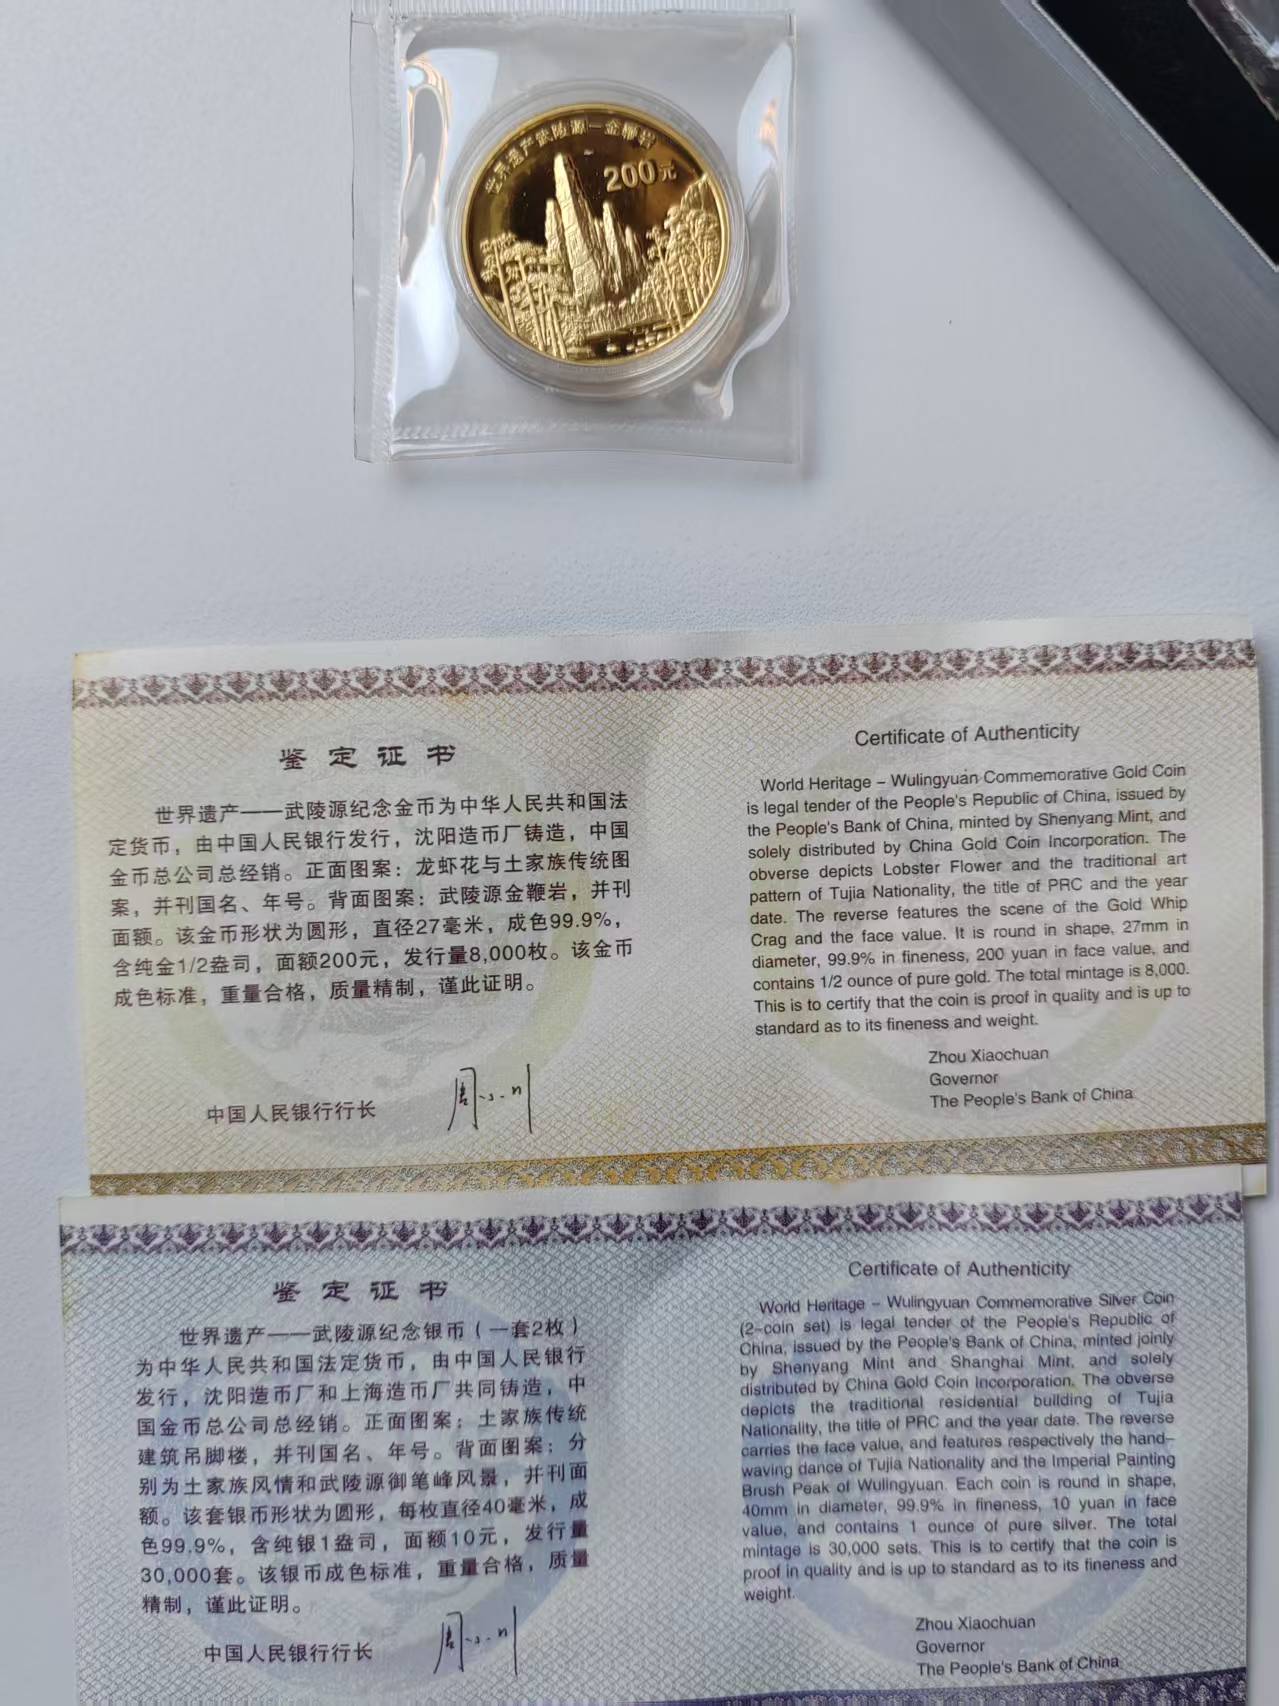 世界遗产武陵源—金鞭岩
200元
鉴定证书
世界遗产——武陵源纪念金币为中华人民共和国法
定货币，由中国人民银行发行，沈阳造币厂铸造，中国
金币总公司总经销。正面图案：龙虾花与土家族传统图
案，并刊国名、年号。背面图案：武陵源金鞭岩，并刊
面额。该金币形状为圆形，直径27毫米，成色99.9%，
含纯金1/2盎司，面额200元，发行量8,000枚。该金币
成色标准，重量合格，质量精制，谨此证明。
中国人民银行行长
Certificate of Authenticity
World Heritage – Wulingyuan Commemorative Gold Coin
is legal tender of the People's Republic of China, issued by
the People's Bank of China, minted by Shenyang Mint, and
solely distributed by China Gold Coin Incorporation. The
obverse depicts Lobster Flower and the traditional art
pattern of Tujia Nationality, the title of PRC and the year
date. The reverse features the scene of the Gold Whip
Crag and the face value. It is round in shape, 27mm in
diameter, 99.9% in fineness, 200 yuan in face value, and
contains 1/2 ounce of pure gold. The total mintage is 8,000.
This is to certify that the coin is proof in quality and is up to
standard as to its fineness and weight.
Zhou Xiaochuan
Governor
The People's Bank of China
鉴定证书
世界遗产——武陵源纪念银币（一套2枚）
为中华人民共和国法定货币，由中国人民银行
发行，沈阳造币厂和上海造币厂共同铸造，中
国金币总公司总经销。正面图案：土家族传统
建筑吊脚楼，并刊国名、年号。背面图案：分
别为土家族风情和武陵源御笔峰风景，并刊面
额。该套银币形状为圆形，每枚直径40毫米，成
色99.9%，含纯银1盎司，面额10元，发行量
30,000套。该银币成色标准，重量合格，质量
精制，谨此证明。
中国人民银行行长
Certificate of Authenticity
World Heritage – Wulingyuan Commemorative Silver Coin
(2–coin set) is legal tender of the People's Republic of
China, issued by the People's Bank of China, minted joinly
by Shenyang Mint and Shanghai Mint, and solely
distributed by China Gold Coin Incorporation. The obverse
depicts the traditional residential building of Tujia
Nationality, the title of PRC and the year date. The reverse
carries the face value, and features respectively the hand–
waving dance of Tujia Nationality and the Imperial Painting
Brush Peak of Wulingyuan. Each coin is round in shape,
40mm in diameter, 99.9% in fineness, 10 yuan in face
value, and contains 1 ounce of pure silver. The total
mintage is 30,000 sets. This is to certify that the coin is
proof in quality and is up to standard as to its fineness and
weight.
Zhou Xiaochuan
Governor
The People's Bank of China